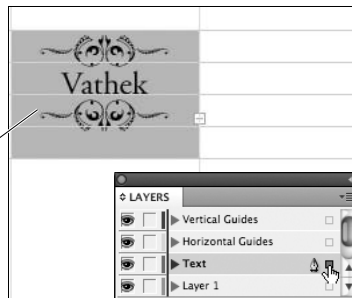 Vathek
LAYERS
Vertical Guides
Horizontal Guides
Text
Layer 1